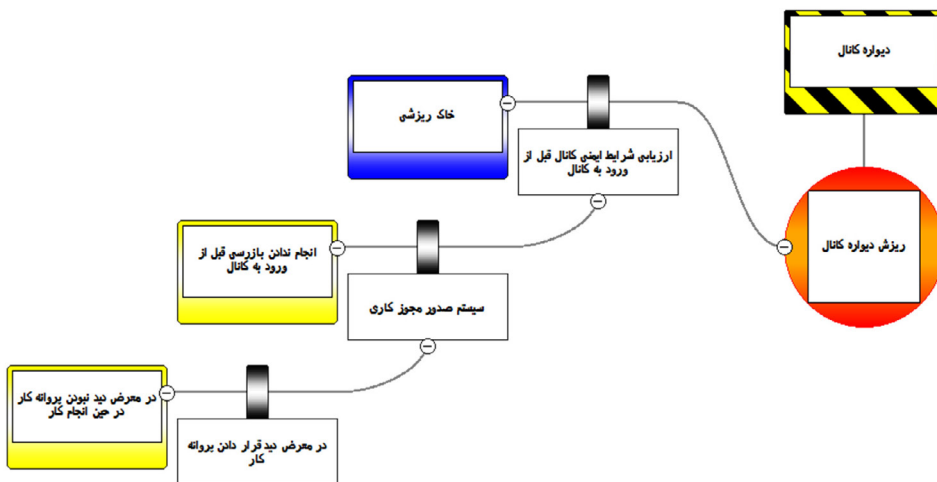 دیواره کانال
خاک ریزشی
ارزیابی شرایط ایمنی کانال قبل از
ورود به کانال
ریزش دیواره کانال
انجام ندادن بازرسی قبل از
ورود به کانال
سیستم صدور مجوز کاری
در معرض دید نبودن پروانه کار
در حین انجام کار
در معرض دید قرار دادن پروانه
کار